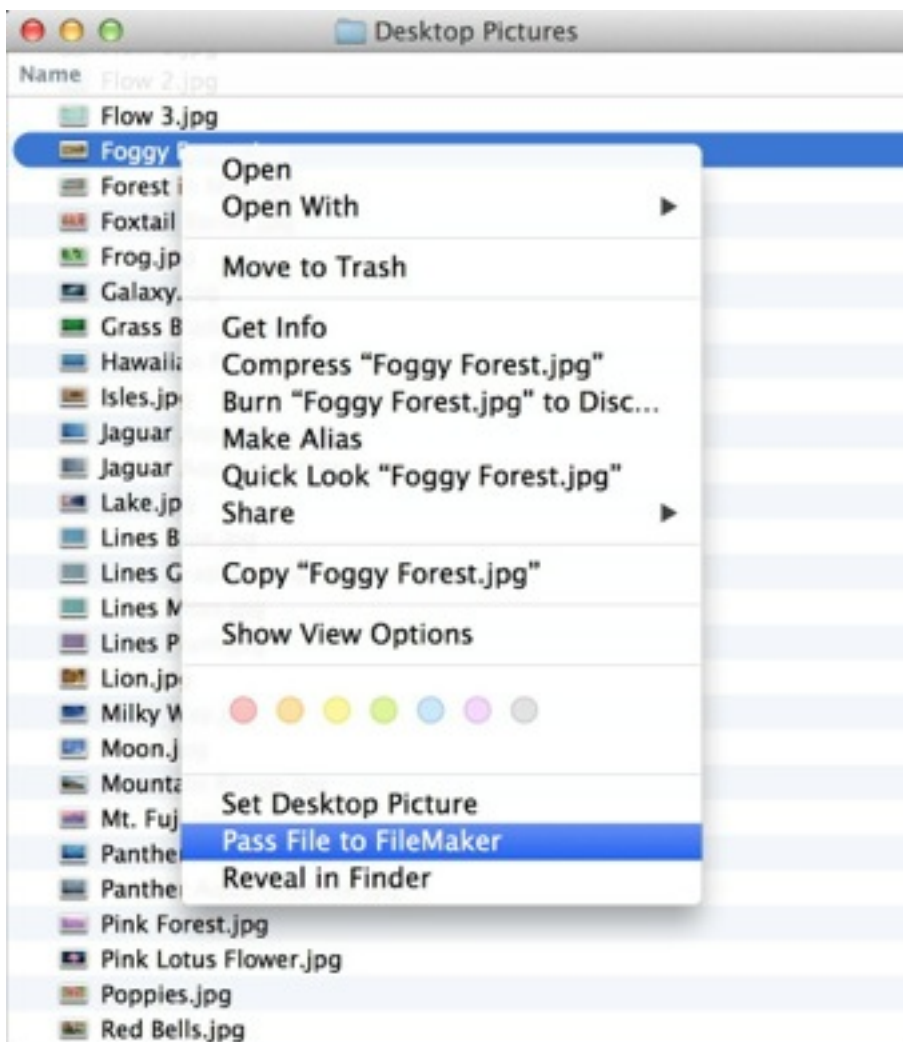 Desktop Pictures
Name
Flow 2.jpg
Flow 3.jpg
Foggy
Forest
Foxtail
Frog.jp
Galaxy.
Grass B
Hawaiia
Isles.jp
Jaguar
Jaguar
Lake.jp
Lines B
Lines G
Lines M
Lines P
Lion.jp
Milky W
Moon.j
Mounta
Mt. Fuj
Panthe
Panthe
Pink Forest.jpg
Pink Lotus Flower.jpg
Poppies.jpg
Red Bells.jpg
Open
Open With
Move to Trash
Get Info
Compress “Foggy Forest.jpg”
Burn “Foggy Forest.jpg” to Disc...
Make Alias
Quick Look “Foggy Forest.jpg”
Share
Copy “Foggy Forest.jpg”
Show View Options
Set Desktop Picture
Pass File to FileMaker
Reveal in Finder